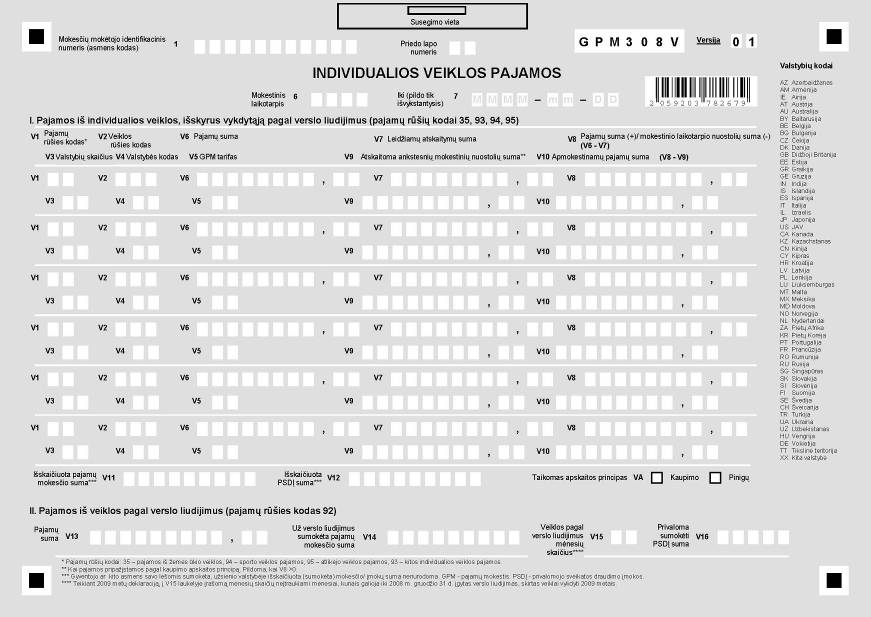 Susegimo vieta
Mokesčių mokėtojo identifikacinis
numeris (asmens kodas) 1
Priedo lapo
numeris
GPM308V Versija 01
INDIVIDUALIOS VEIKLOS PAJAMOS
Mokestinis
laikotarpis 6
Iki (pildo tik
išvykstantysis) 7 MMMM – mm – DD
2 059203 782679
I. Pajamos iš individualios veiklos, išskyrus vykdytąją pagal verslo liudijimus (pajamų rūšių kodai 35, 93, 94, 95)
V1 Pajamų
rūšies kodas*
V2 Veiklos
rūšies kodas
V6 Pajamų suma
V7 Leidžiamų atskaitymų suma
V8 Pajamų suma (+)/ mokestinio laikotarpio nuostolių suma (-)
(V6 - V7)
V3 Valstybių skaičius V4 Valstybės kodas V5 GPM tarifas V9 Atskaitoma ankstesnių mokestinių nuostolių suma** V10 Apmokestinamų pajamų suma (V8 - V9)
V1 V2 V6 , V7 , V8 ,
V3 V4 V5 V9 , V10 ,
V1 V2 V6 , V7 , V8 ,
V3 V4 V5 V9 , V10 ,
V1 V2 V6 , V7 , V8 ,
V3 V4 V5 V9 , V10 ,
V1 V2 V6 , V7 , V8 ,
V3 V4 V5 V9 , V10 ,
V1 V2 V6 , V7 , V8 ,
V3 V4 V5 V9 , V10 ,
V1 V2 V6 , V7 , V8 ,
V3 V4 V5 V9 , V10 ,
Išskaičiuota pajamų
mokesčio suma*** V11
Išskaičiuota
PSDĮ suma*** V12
Taikomas apskaitos principas VA Kaupimo Pinigų
II. Pajamos iš veiklos pagal verslo liudijimus (pajamų rūšies kodas 92)
Pajamų
suma V13 ,
Už verslo liudijimus
sumokėta pajamų
mokesčio suma V14
Veiklos pagal
verslo liudijimus
mėnesių
skaičius**** V15
Privaloma
sumokėti
PSDĮ suma V16
* Pajamų rūšių kodai: 35 – pajamos iš žemės ūkio veiklos, 94 – sporto veiklos pajamos, 95 – atlikėjo veiklos pajamos, 93 – kitos individualios veiklos pajamos.
** Kai pajamos pripažįstamos pagal kaupimo apskaitos principą. Pildoma, kai V8 >0.
*** Gyventojo ar kito asmens savo lėšomis sumokėta, užsienio valstybėje išskaičiuota (sumokėta) mokesčio/ įmokų suma nenurodoma. GPM - pajamų mokestis, PSDĮ - privalomojo sveikatos draudimo įmokos.
**** Teikiant 2009 metų deklaraciją, į V15 laukelyje įrašomą mėnesių skaičių neįtraukiami mėnesiai, kuriais galioja iki 2008 m. gruodžio 31 d. įgytas verslo liudijimas, skirtas veiklai vykdyti 2009 metais
Valstybių kodai
AZ Azerbaidžanas
AM Armėnija
IE Airija
AT Austrija
AU Australija
BY Baltarusija
BE Belgija
BG Bulgarija
CZ Čekija
DK Danija
GB Didžioji Britanija
EE Estija
GR Graikija
GE Gruzija
IN Indija
IS Islandija
ES Ispanija
IT Italija
IL Izraelis
JP Japonija
US JAV
CA Kanada
KZ Kazachstanas
CN Kinija
CY Kipras
HR Kroatija
LV Latvija
PL Lenkija
LU Liuksemburgas
MT Malta
MX Meksika
MD Moldova
NO Norvegija
NL Nyderlandai
ZA Pietų Afrika
KR Pietų Korėja
PT Portugalija
FR Prancūzija
RO Rumunija
RU Rusija
SG Singapūras
SK Slovakija
SI Slovėnija
FI Suomija
SE Švedija
CH Šveicarija
TR Turkija
UA Ukraina
UZ Uzbekistanas
HU Vengrija
DE Vokietija
TT Tikslinė teritorija
XX Kita valstybė